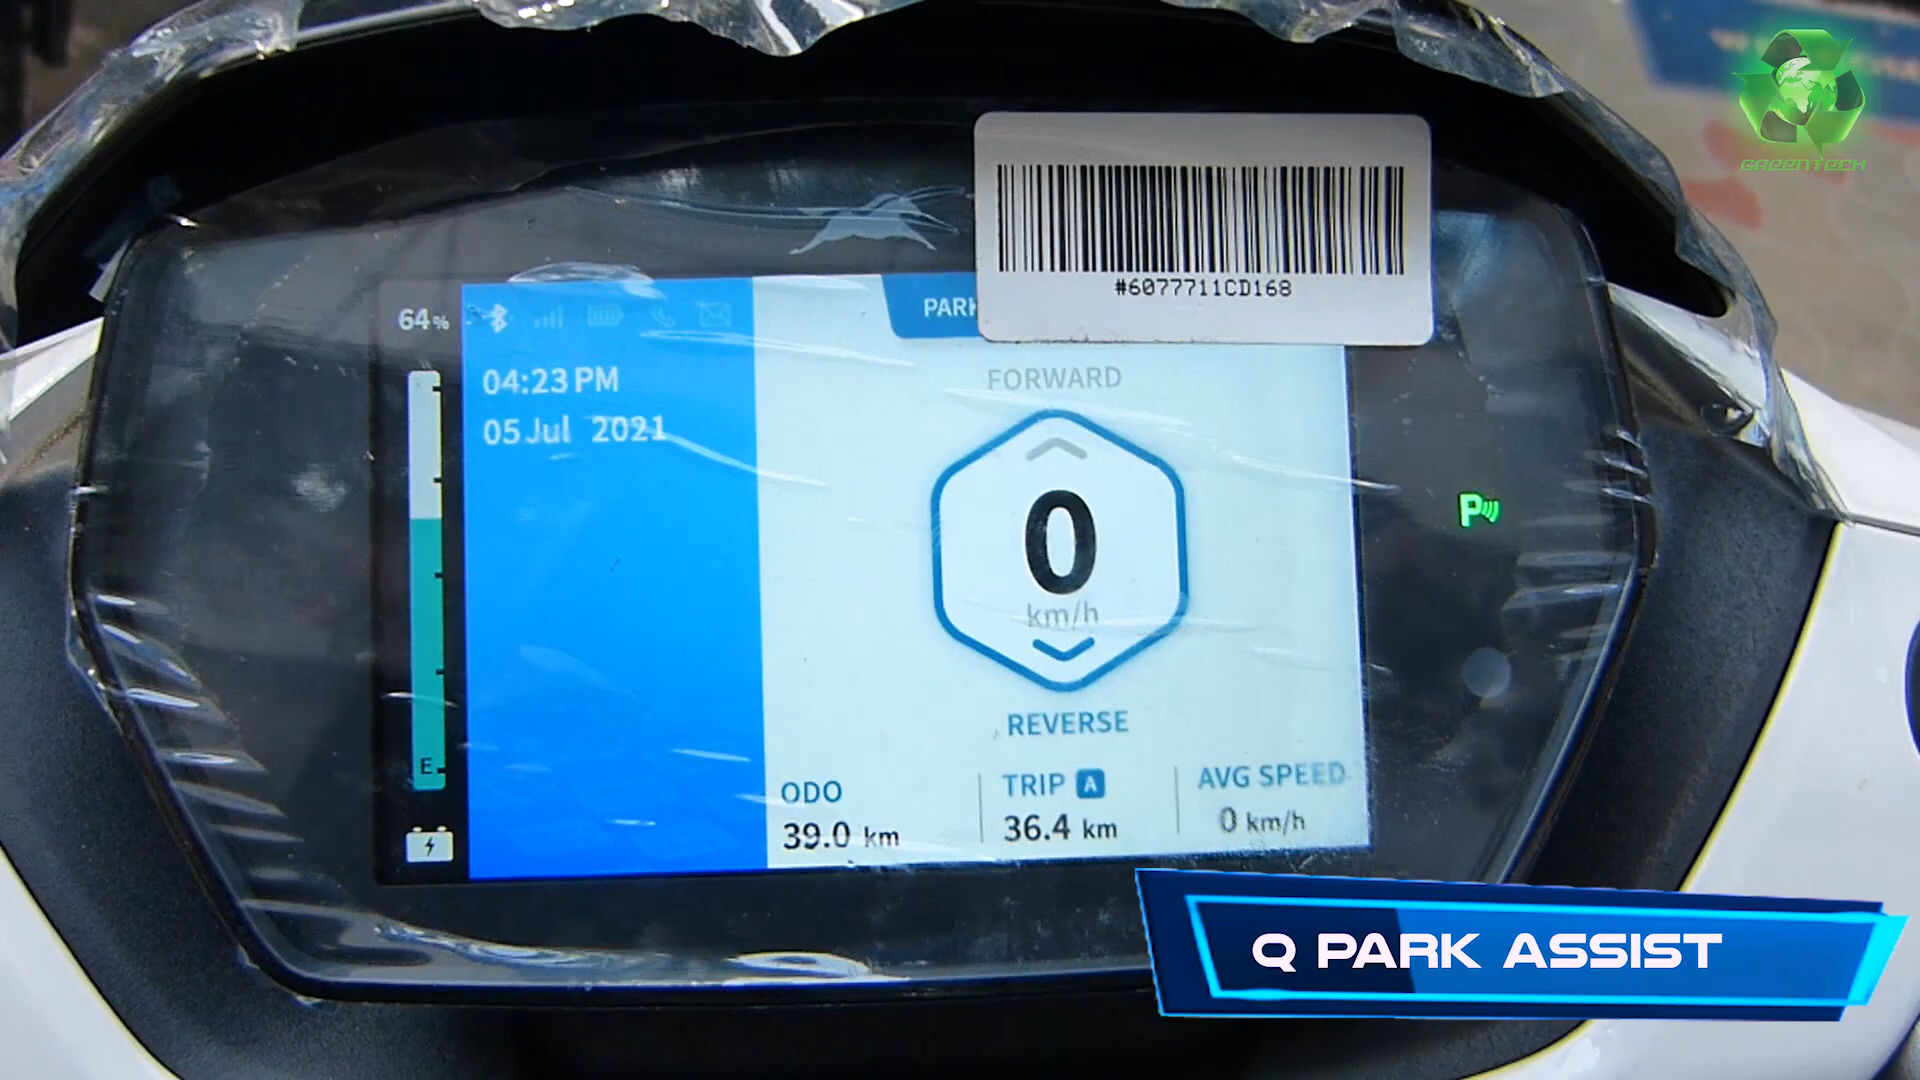 GREENTECH
#6077711CD168
64%
PARK
04:23 PM
05 Jul 2021
FORWARD
0
km/h
REVERSE
E
ODO
39.0 km
TRIP A
36.4 km
AVG SPEED
0 km/h
P
Q PARK ASSIST